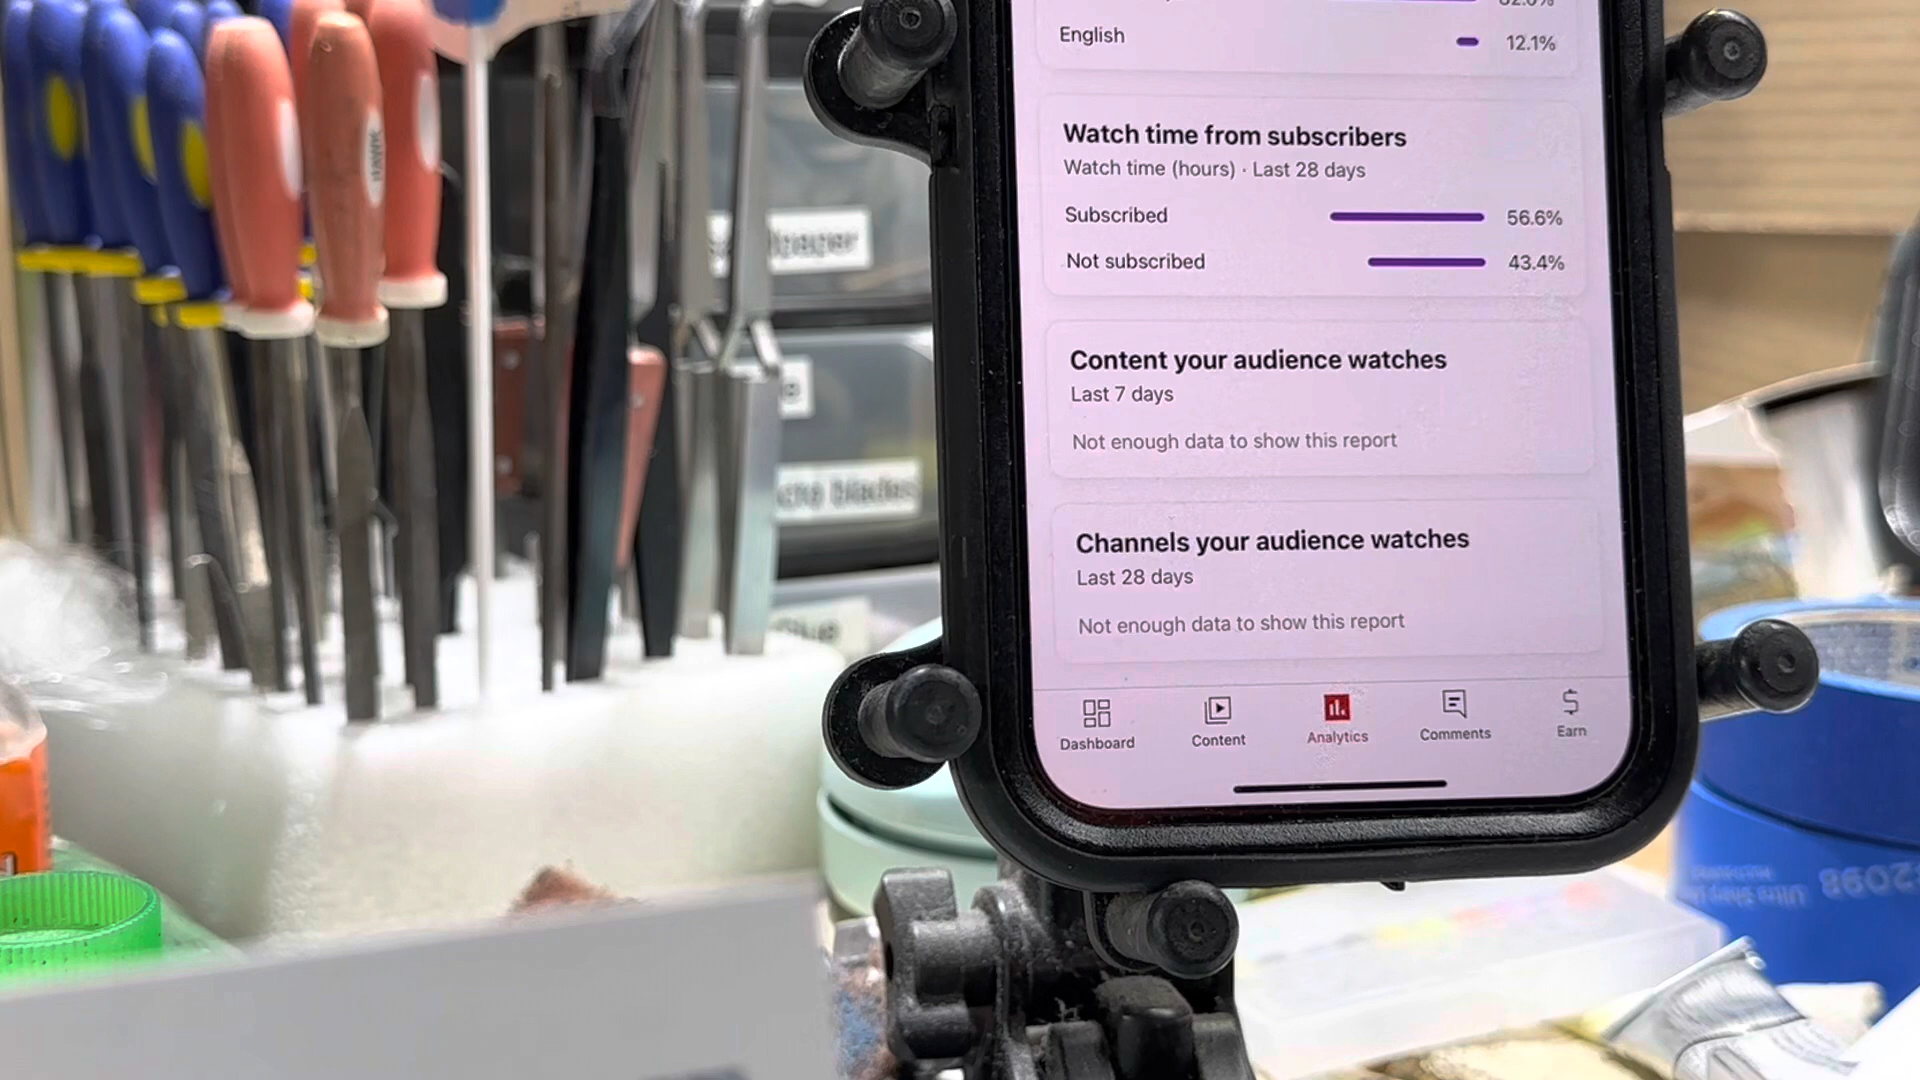 English
12.1%
Watch time from subscribers
Watch time (hours) · Last 28 days
Subscribed
56.6%
Not subscribed
43.4%
Content your audience watches
Last 7 days
Not enough data to show this report
Channels your audience watches
Last 28 days
Not enough data to show this report
Dashboard
Content
Analytics
Comments
Earn
Glue
blades